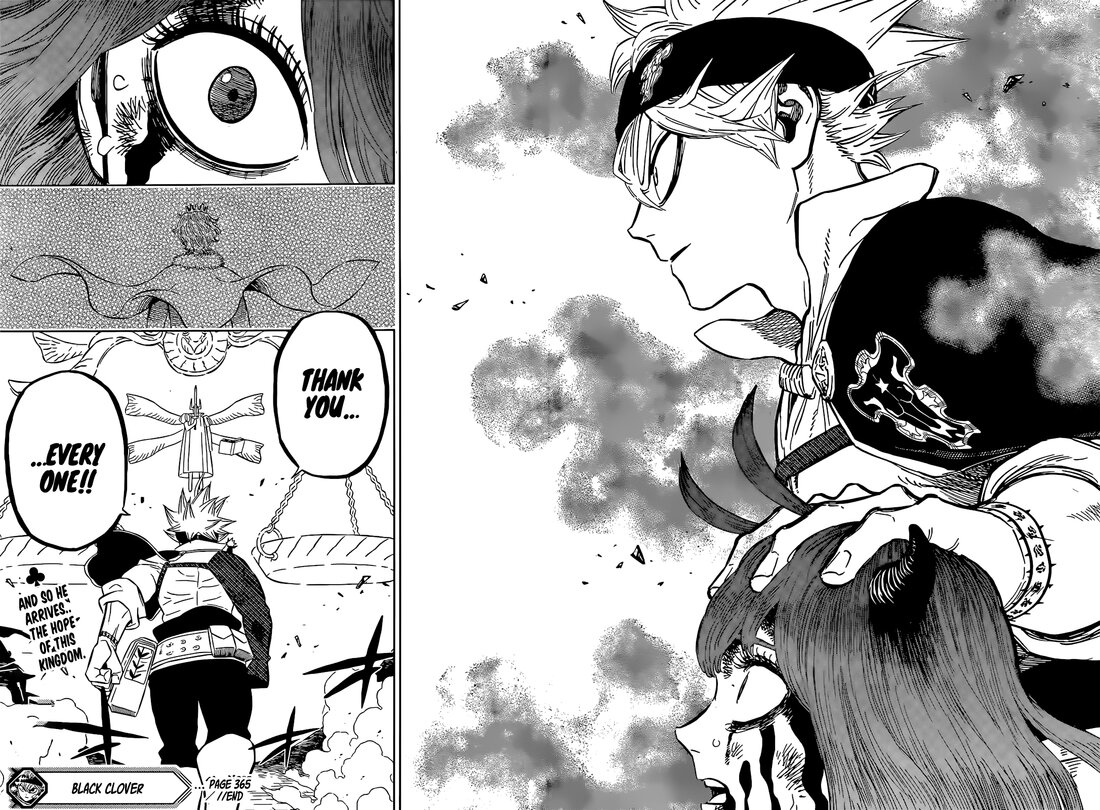 THANK
YOU...
...EVERY
ONE!!
AND SO HE
ARRIVES..
THE HOPE
OF THIS
KINGDOM.
BLACK CLOVER
...PAGE 365
//END